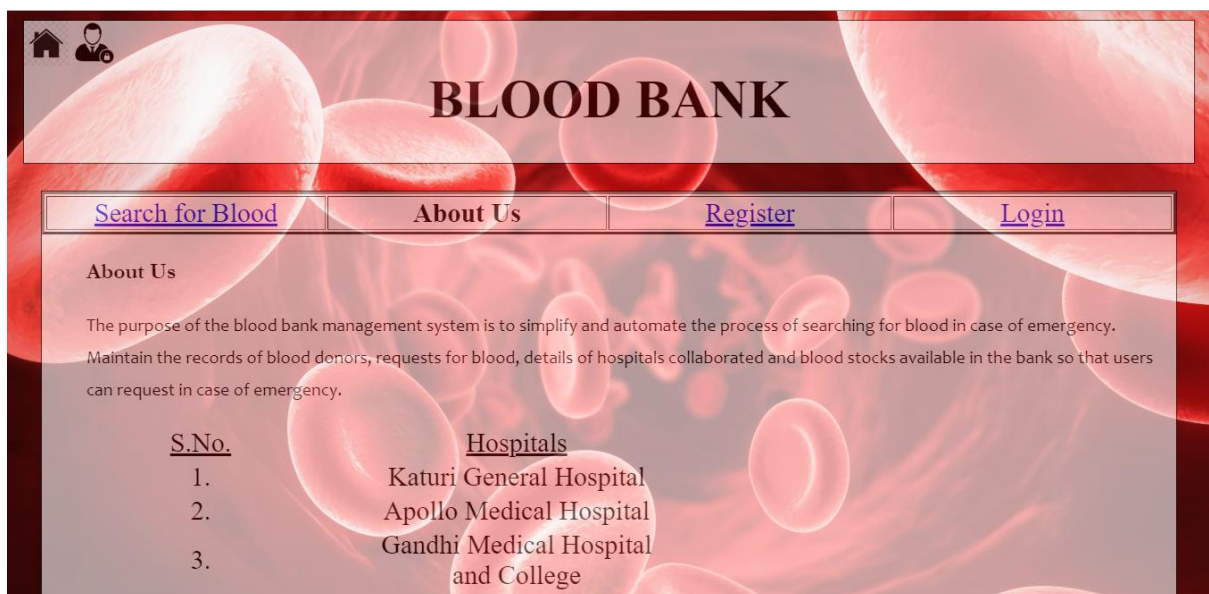 BLOOD BANK
Search for Blood About Us Register Login
About Us
The purpose of the blood bank management system is to simplify and automate the process of searching for blood in case of emergency.
Maintain the records of blood donors, requests for blood, details of hospitals collaborated and blood stocks available in the bank so that users
can request in case of emergency.
S.No. Hospitals
1. Katuri General Hospital
2. Apollo Medical Hospital
3. Gandhi Medical Hospital
and College